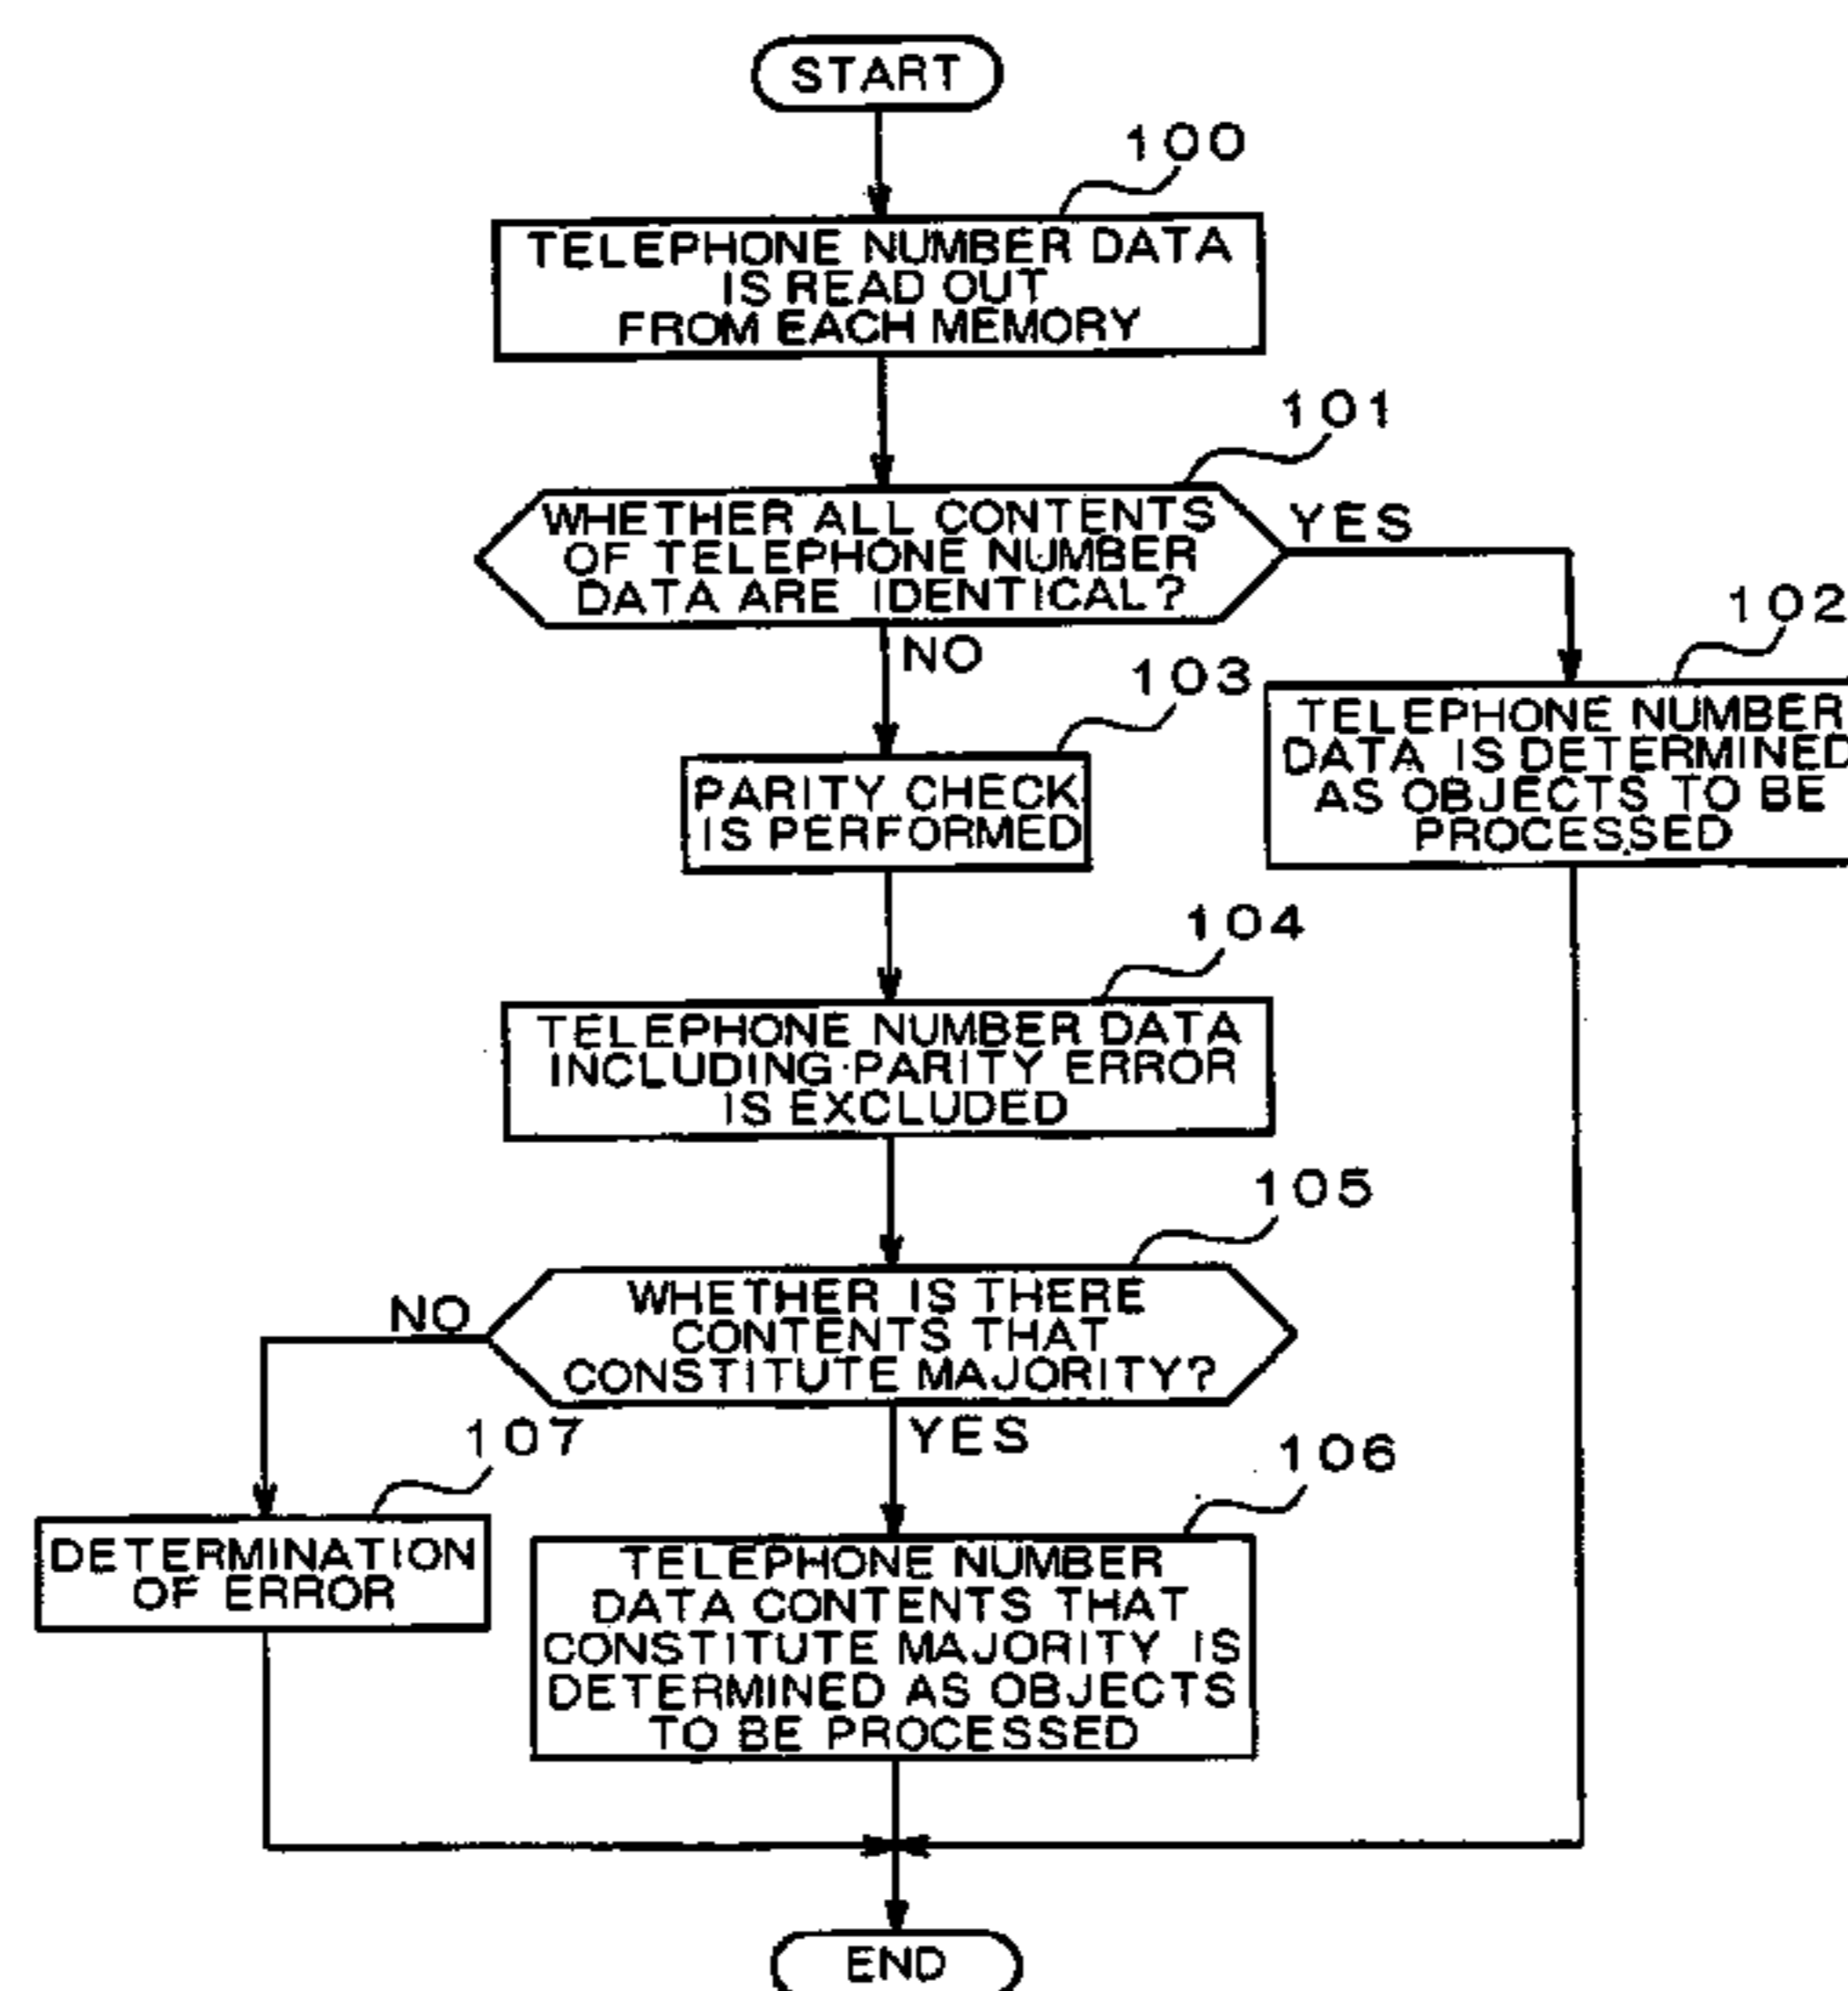 START
100
TELEPHONE NUMBER DATA
IS READ OUT
FROM EACH MEMORY
101
WHETHER ALL CONTENTS
OF TELEPHONE NUMBER
DATA ARE IDENTICAL?
YES
NO
102
TELEPHONE NUMBER
DATA IS DETERMINED
AS OBJECTS TO BE
PROCESSED
103
PARITY CHECK
IS PERFORMED
104
TELEPHONE NUMBER DATA
INCLUDING PARITY ERROR
IS EXCLUDED
105
WHETHER IS THERE
CONTENTS THAT
CONSTITUTE MAJORITY?
NO
YES
107
DETERMINATION
OF ERROR
106
TELEPHONE NUMBER
DATA CONTENTS THAT
CONSTITUTE MAJORITY IS
DETERMINED AS OBJECTS
TO BE PROCESSED
END